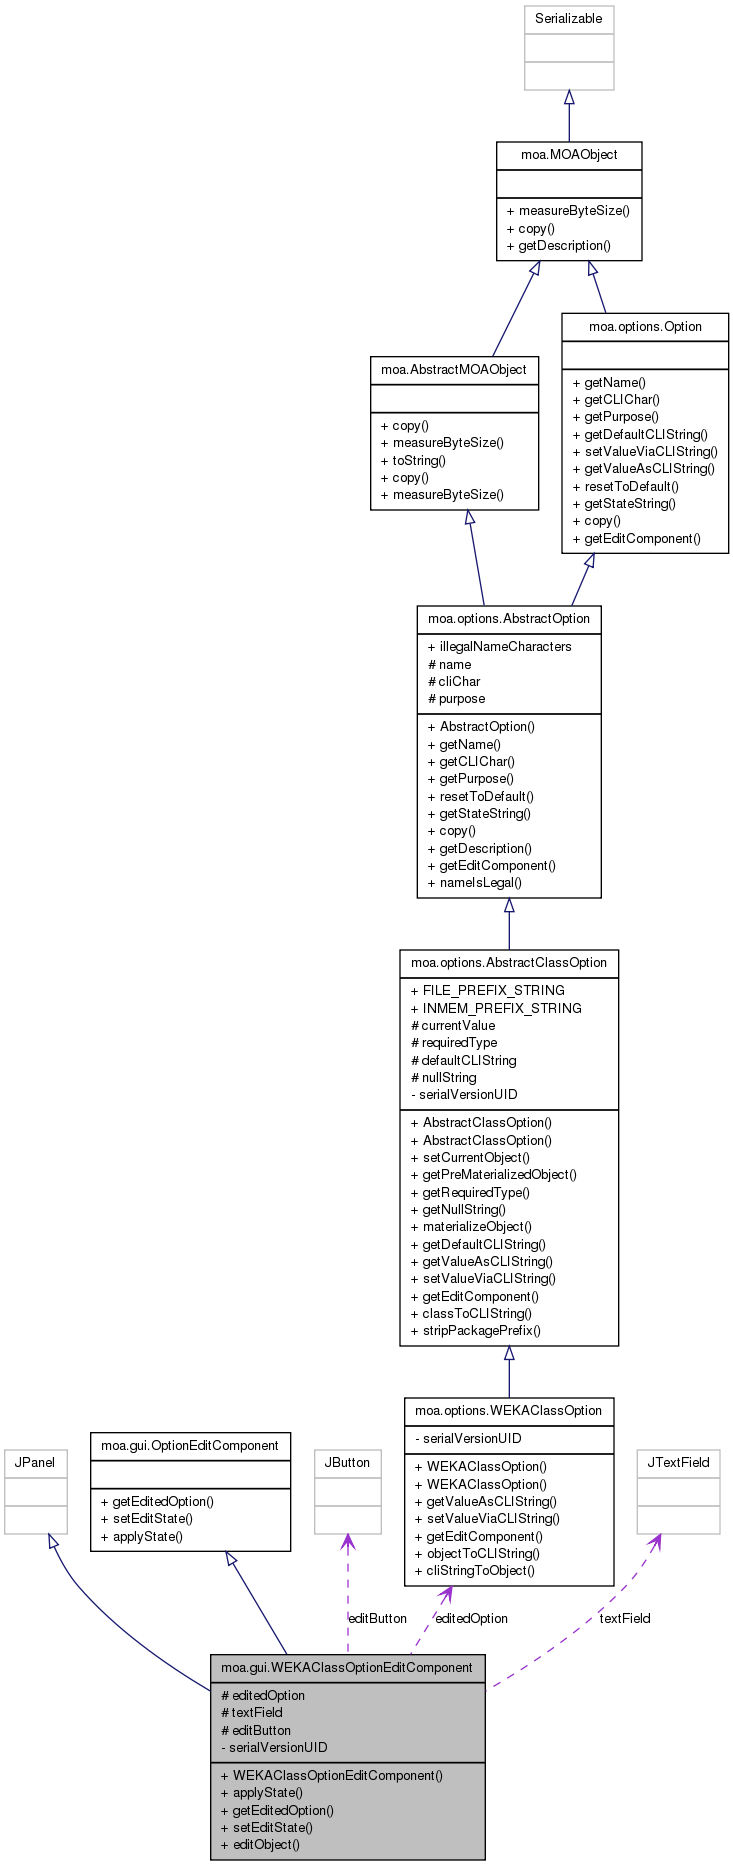 Serializable
moa.MOAObject
+ measureByteSize()
+ copy()
+ getDescription()
moa.options.Option
+ getName()
+ getCLIChar()
+ getPurpose()
+ getDefaultCLIString()
+ setValueViaCLIString()
+ getValueAsCLIString()
+ resetToDefault()
+ getStateString()
+ copy()
+ getEditComponent()
moa.AbstractMOAObject
+ copy()
+ measureByteSize()
+ toString()
+ copy()
+ measureByteSize()
moa.options.AbstractOption
+ illegalNameCharacters
# name
# cliChar
# purpose
+ AbstractOption()
+ getName()
+ getCLIChar()
+ getPurpose()
+ resetToDefault()
+ getStateString()
+ copy()
+ getDescription()
+ getEditComponent()
+ nameIsLegal()
moa.options.AbstractClassOption
+ FILE_PREFIX_STRING
+ INMEM_PREFIX_STRING
# currentValue
# requiredType
# defaultCLIString
# nullString
- serialVersionUID
+ AbstractClassOption()
+ AbstractClassOption()
+ setCurrentObject()
+ getPreMaterializedObject()
+ getRequiredType()
+ getNullString()
+ materializeObject()
+ getDefaultCLIString()
+ getValueAsCLIString()
+ setValueViaCLIString()
+ getEditComponent()
+ classToCLIString()
+ stripPackagePrefix()
JPanel
moa.gui.OptionEditComponent
+ getEditedOption()
+ setEditState()
+ applyState()
JButton
moa.options.WEKAClassOption
- serialVersionUID
+ WEKAClassOption()
+ WEKAClassOption()
+ getValueAsCLIString()
+ setValueViaCLIString()
+ getEditComponent()
+ objectToCLIString()
+ cliStringToObject()
JTextField
editButton
editedOption
textField
moa.gui.WEKAClassOptionEditComponent
# editedOption
# textField
# editButton
- serialVersionUID
+ WEKAClassOptionEditComponent()
+ applyState()
+ getEditedOption()
+ setEditState()
+ editObject()